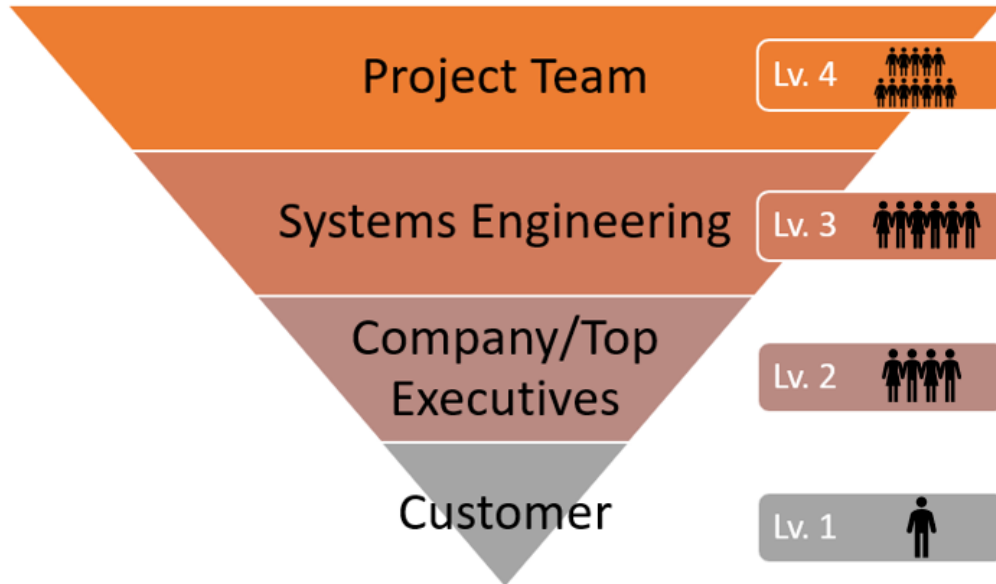 Project Team
Lv. 4
Systems Engineering
Lv. 3
Company/Top
Executives
Lv. 2
Customer
Lv. 1